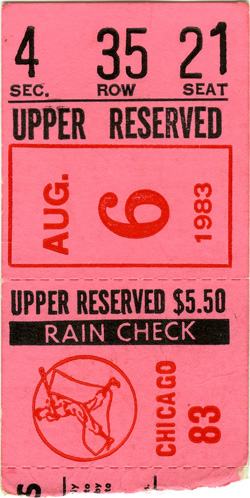 4 35 21
SEC. ROW SEAT
UPPER RESERVED
AUG. 6 1983
UPPER RESERVED $5.50
RAIN CHECK
CHICAGO
83